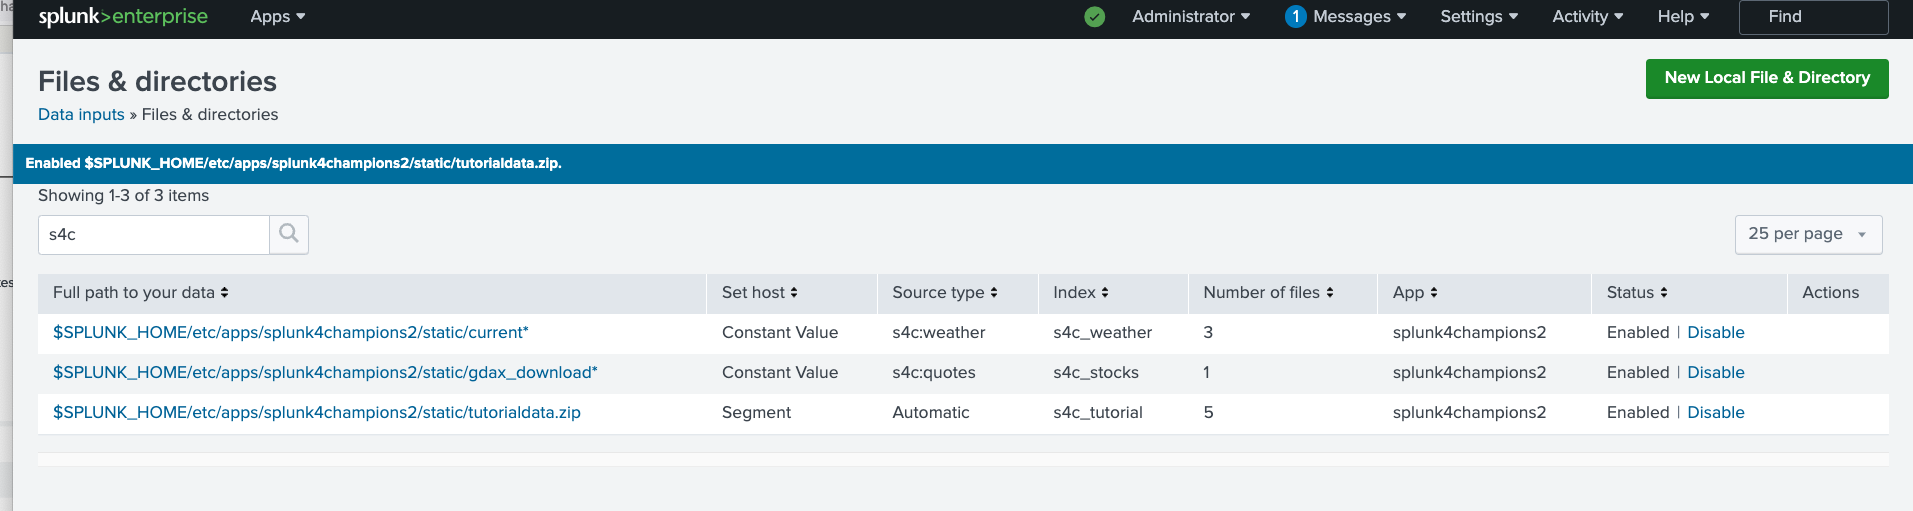 splunk>enterprise Apps Administrator 1 Messages Settings Activity Help Find
Files & directories
New Local File & Directory
Data inputs » Files & directories
Enabled $SPLUNK_HOME/etc/apps/splunk4champions2/static/tutorialdata.zip.
Showing 1-3 of 3 items
s4c
25 per page
Full path to your data Set host Source type Index Number of files App Status Actions
$SPLUNK_HOME/etc/apps/splunk4champions2/static/current* Constant Value s4c:weather s4c_weather 3 splunk4champions2 Enabled | Disable
$SPLUNK_HOME/etc/apps/splunk4champions2/static/gdax_download* Constant Value s4c:quotes s4c_stocks 1 splunk4champions2 Enabled | Disable
$SPLUNK_HOME/etc/apps/splunk4champions2/static/tutorialdata.zip Segment Automatic s4c_tutorial 5 splunk4champions2 Enabled | Disable